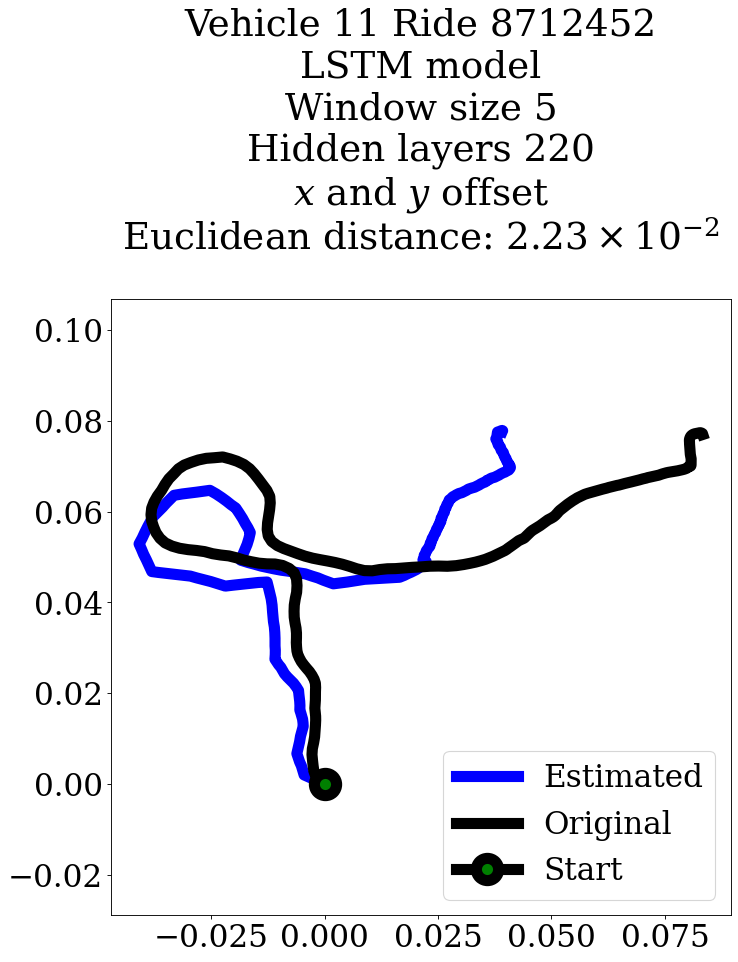 Vehicle 11 Ride 8712452
LSTM model
Window size 5
Hidden layers 220
x and y offset
Euclidean distance: 2.23 × 10⁻²
0.10
0.08
0.06
0.04
0.02
0.00
−0.02
Estimated
Original
Start
−0.025 0.000 0.025 0.050 0.075